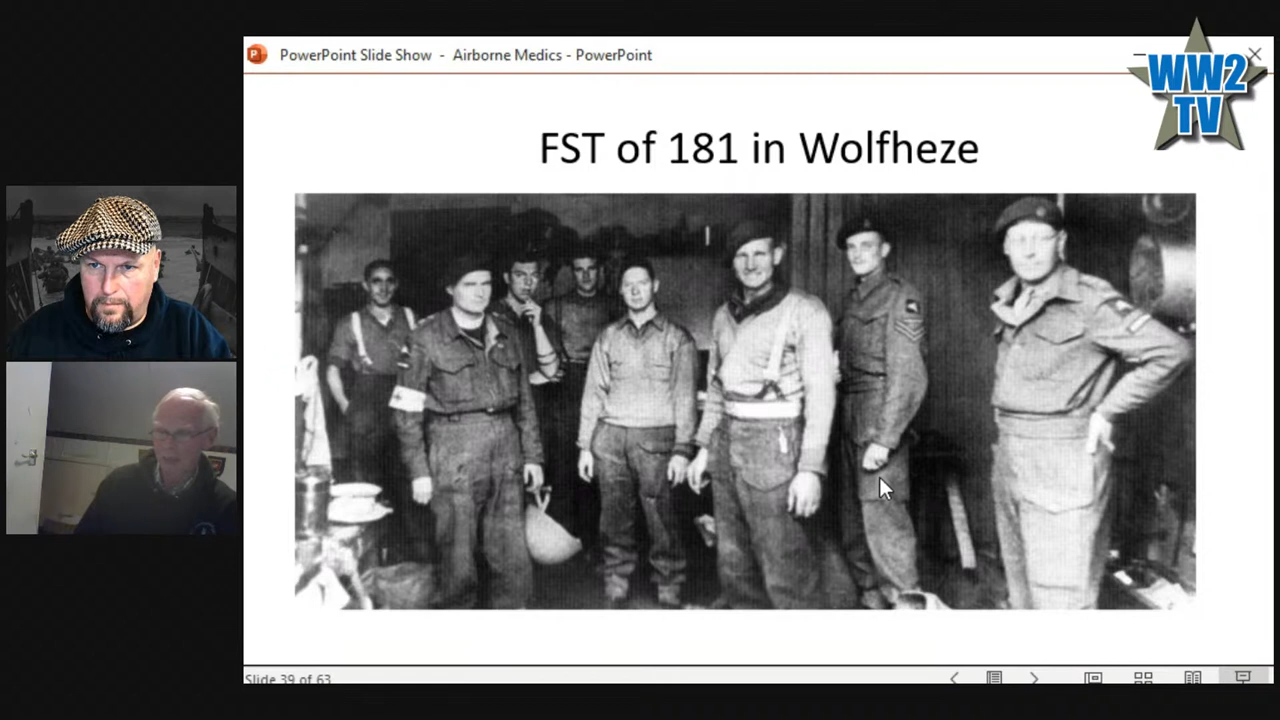 PowerPoint Slide Show - Airborne Medics - PowerPoint
WW2
TV
FST of 181 in Wolfheze
Slide 39 of 63